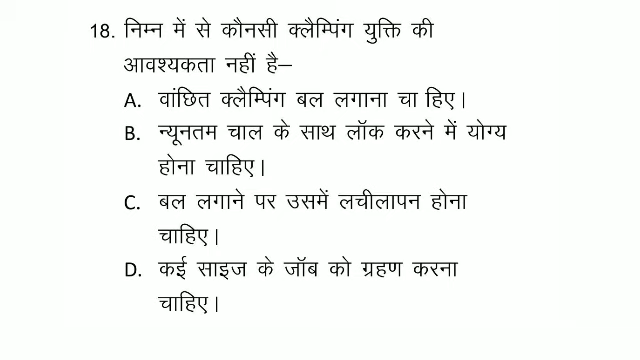 18. निम्न में से कौनसी क्लैम्पिंग युक्ति की
आवश्यकता नहीं है–
A. वांछित क्लैम्पिंग बल लगाना चा हिए।
B. न्यूनतम चाल के साथ लॉक करने में योग्य
होना चाहिए।
C. बल लगाने पर उसमें लचीलापन होना
चाहिए।
D. कई साइज के जॉब को ग्रहण करना
चाहिए।